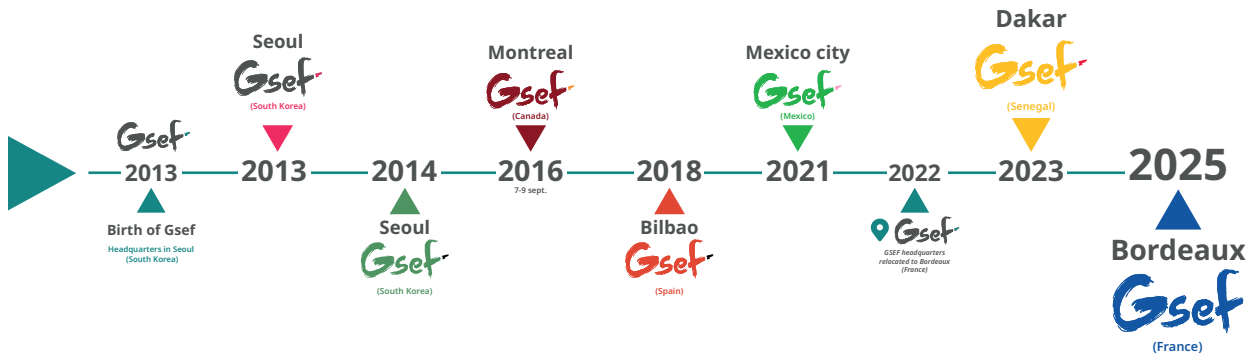 Gsef
2013
Birth of Gsef
Headquarters in Seoul
(South Korea)
Seoul
Gsef
(South Korea)
2013
2014
Seoul
Gsef
(South Korea)
Montreal
Gsef
(Canada)
2016
7-9 sept.
2018
Bilbao
Gsef
(Spain)
Mexico city
Gsef
(Mexico)
2021
2022
Gsef
GSEF headquarters
relocated to Bordeaux
(France)
Dakar
Gsef
(Senegal)
2023
2025
Bordeaux
Gsef
(France)